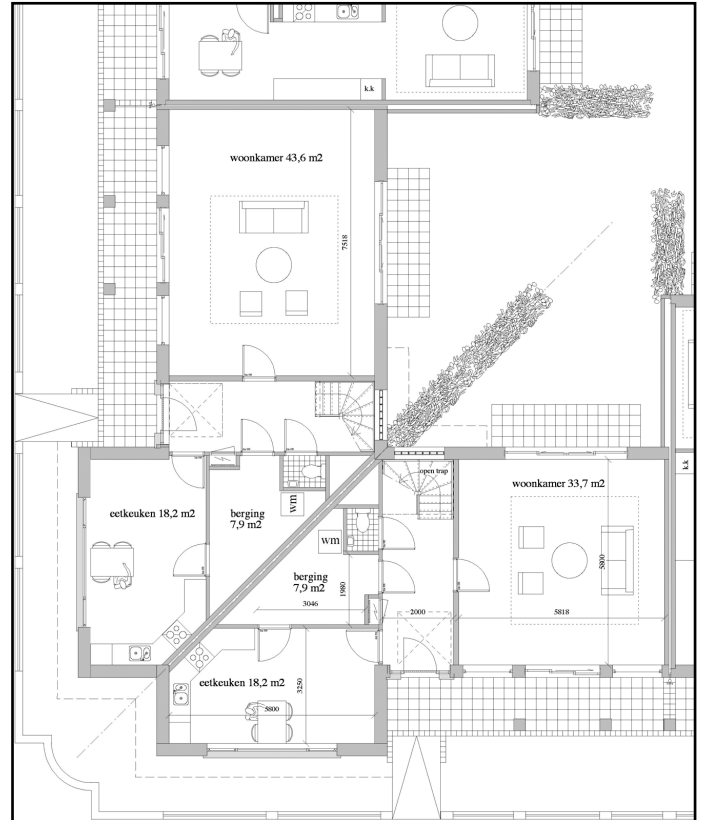 k.k
woonkamer 43,6 m2
7518
k.k
open trap
woonkamer 33,7 m2
eetkeuken 18,2 m2
berging
7,9 m2
wm
wm
5800
berging
7,9 m2
1980
3046
2000
5818
eetkeuken 18,2 m2
3250
5800